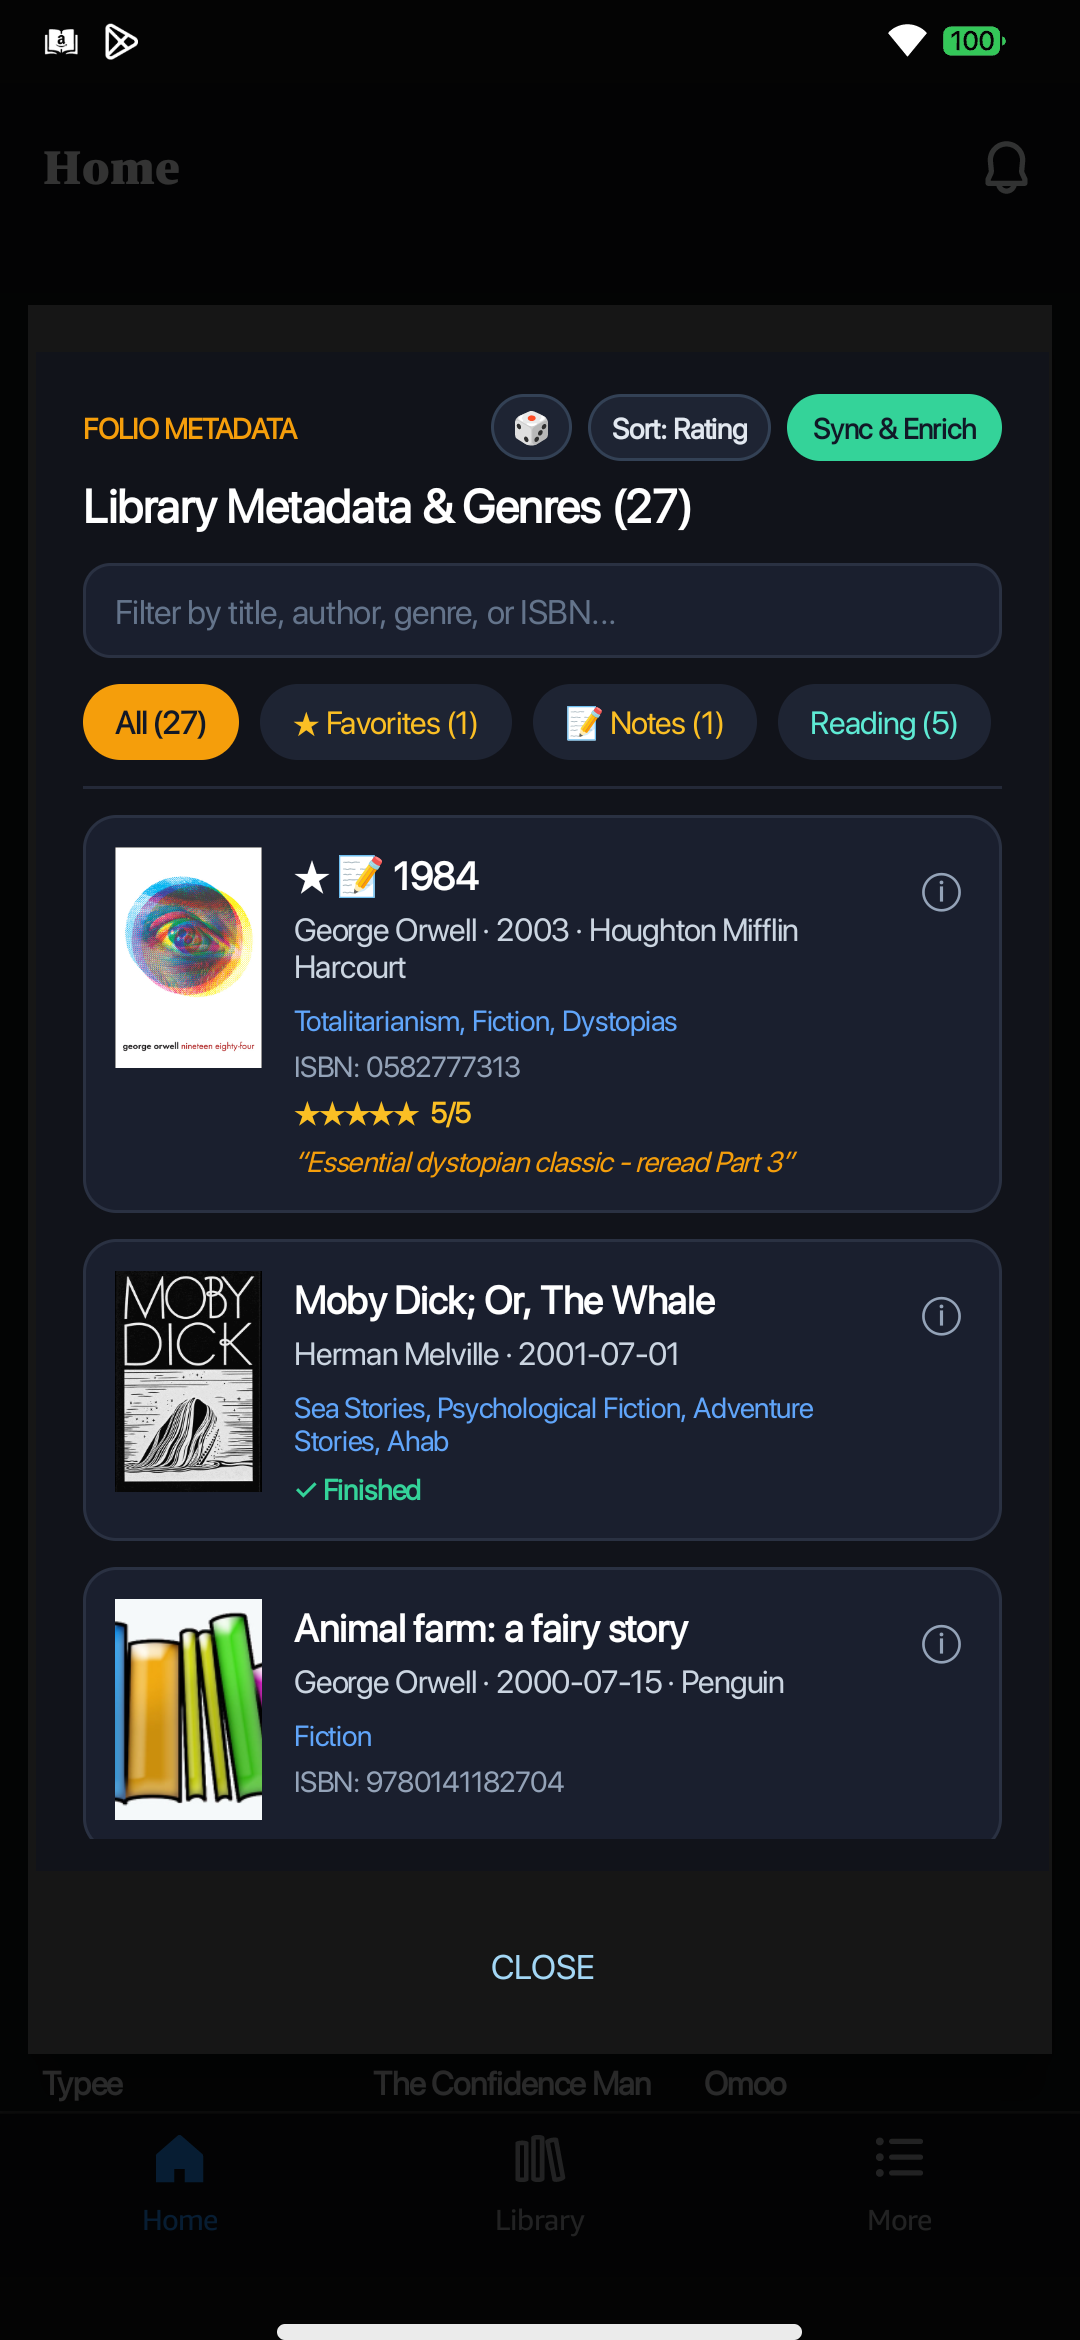 100
Home
FOLIO METADATA
Sort: Rating
Sync & Enrich
Library Metadata & Genres (27)
Filter by title, author, genre, or ISBN...
All (27)
★ Favorites (1)
📝 Notes (1)
Reading (5)
★ 📝 1984
George Orwell · 2003 · Houghton Mifflin
Harcourt
Totalitarianism, Fiction, Dystopias
ISBN: 0582777313
★★★★★ 5/5
“Essential dystopian classic - reread Part 3”
george orwell nineteen eighty-four
MOBY
DICK
Moby Dick; Or, The Whale
Herman Melville · 2001-07-01
Sea Stories, Psychological Fiction, Adventure
Stories, Ahab
✓ Finished
Animal farm: a fairy story
George Orwell · 2000-07-15 · Penguin
Fiction
ISBN: 9780141182704
CLOSE
Typee
The Confidence Man
Omoo
Home
Library
More